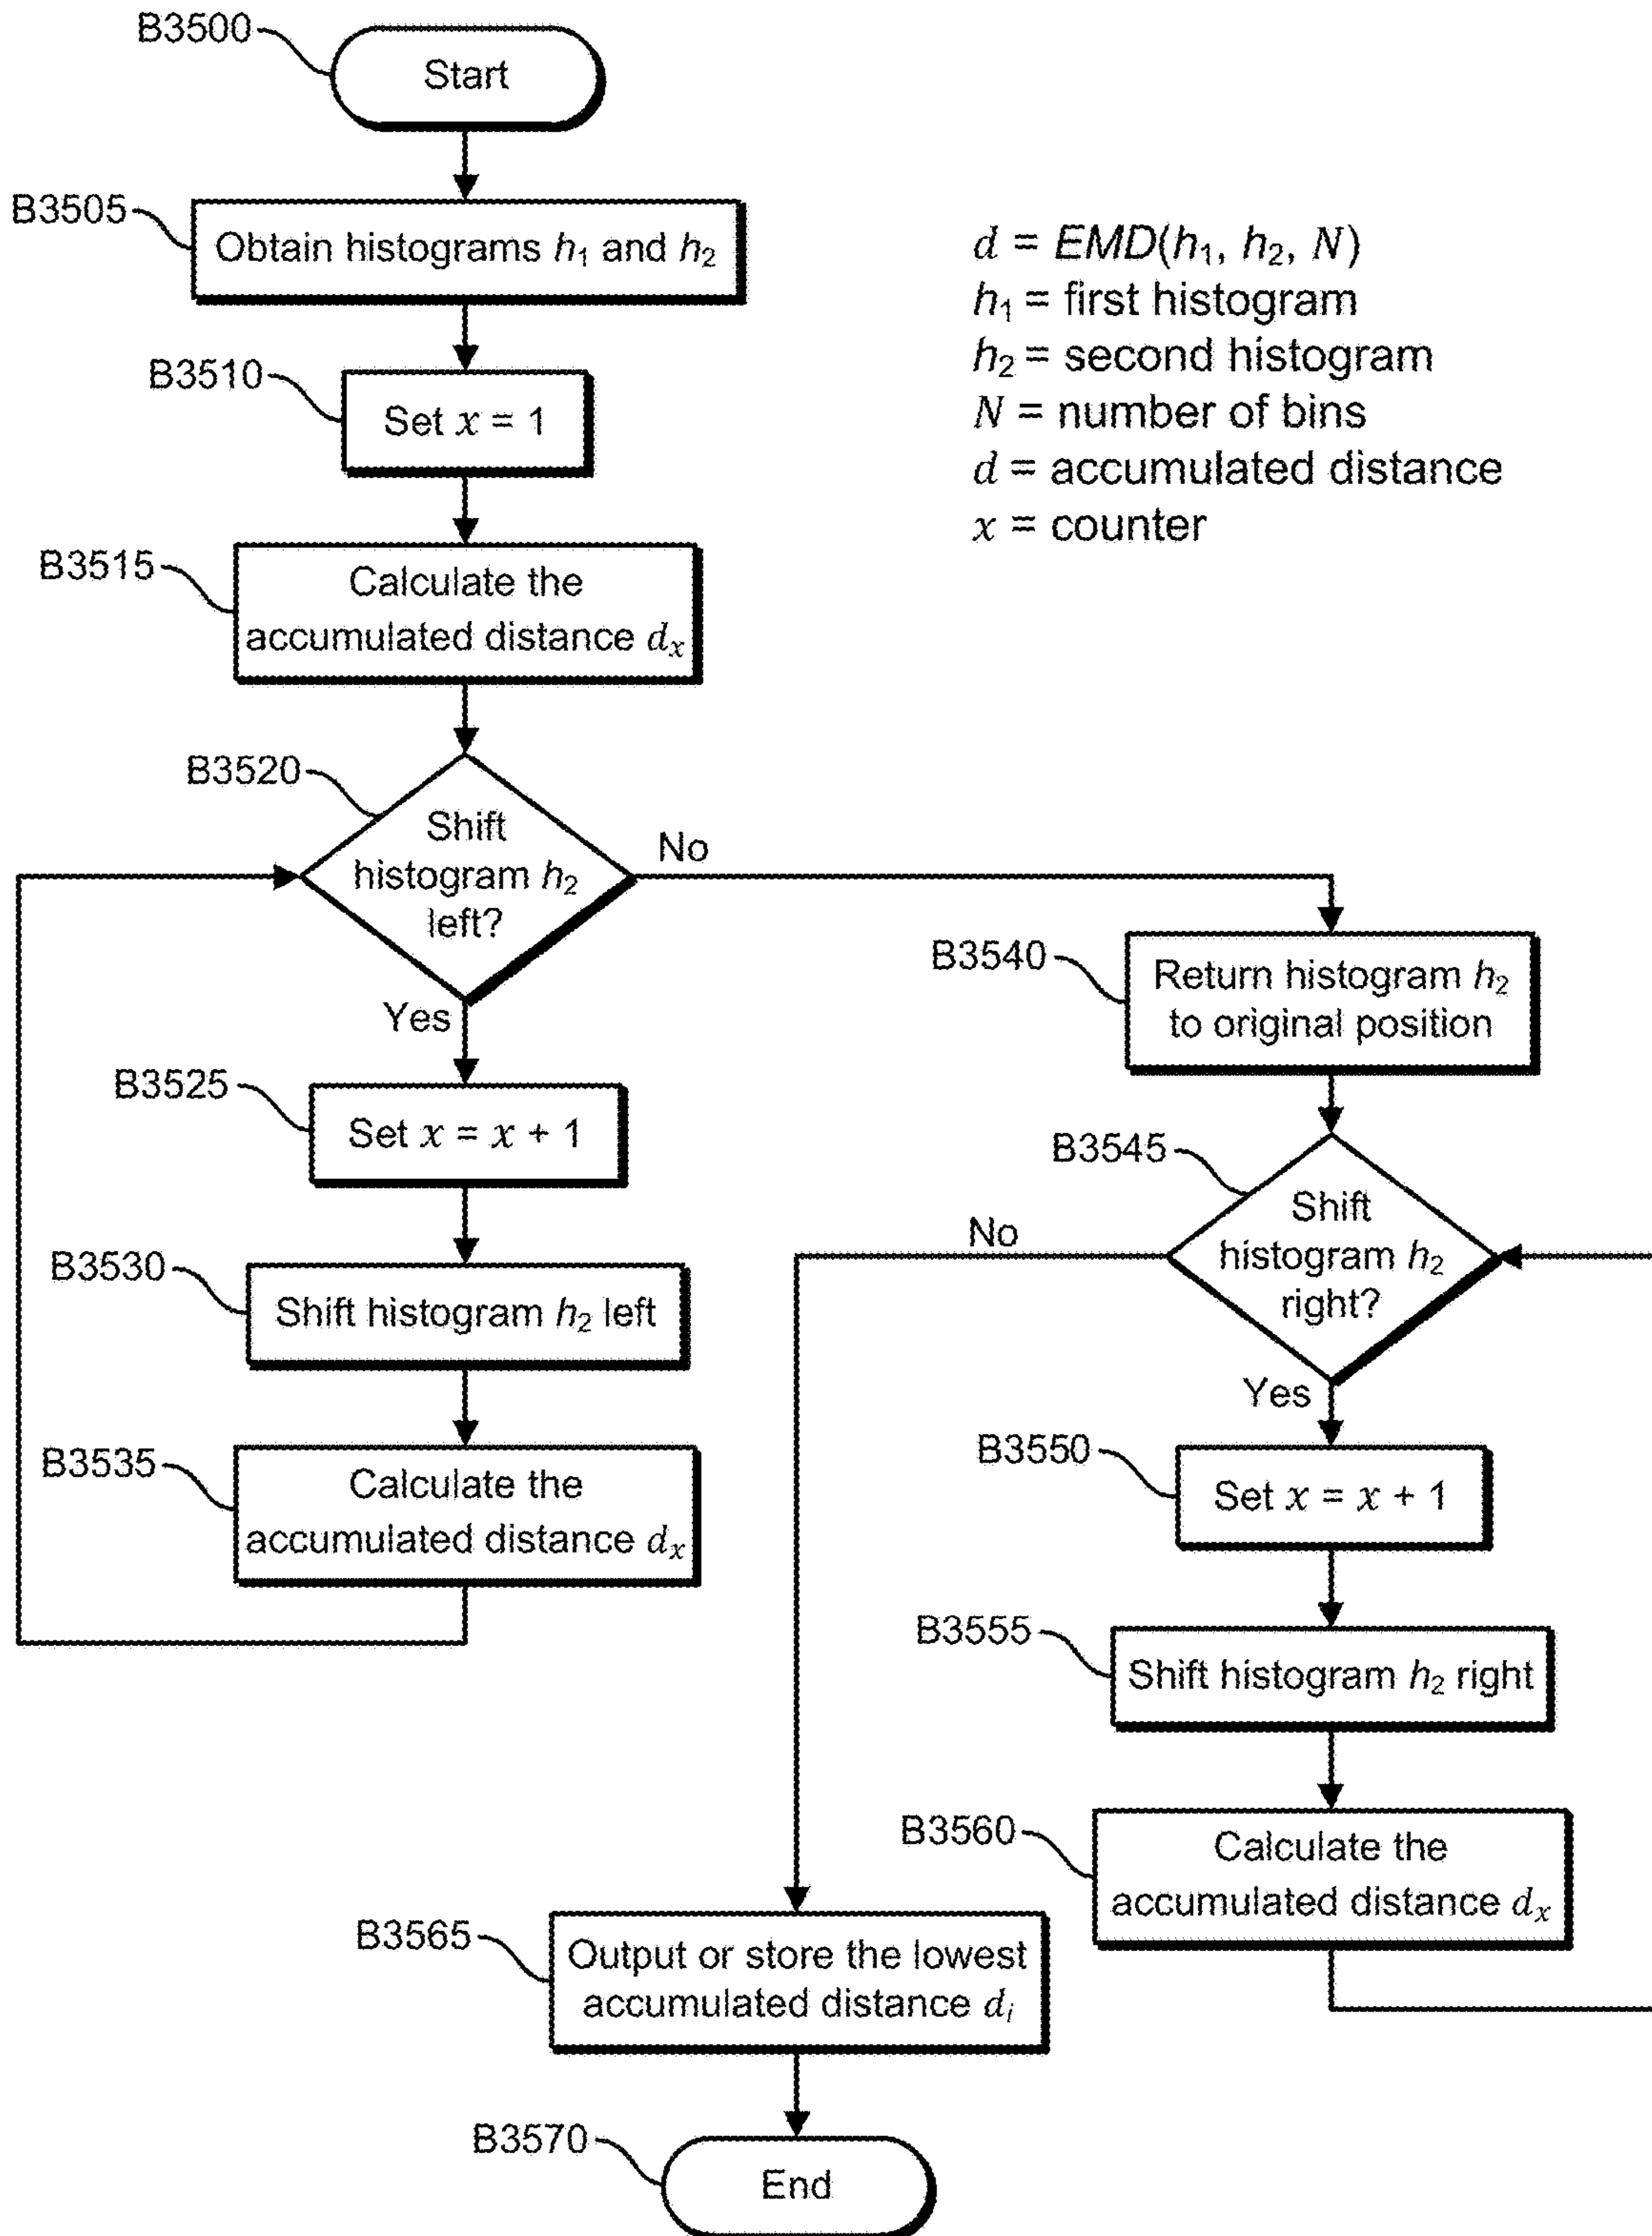 B3500
Start
B3505
Obtain histograms h₁ and h₂
d = EMD(h₁, h₂, N)
h₁ = first histogram
h₂ = second histogram
N = number of bins
d = accumulated distance
x = counter
B3510
Set x = 1
B3515
Calculate the
accumulated distance dₓ
B3520
Shift
histogram h₂
left?
No
Yes
B3525
Set x = x + 1
B3530
Shift histogram h₂ left
B3535
Calculate the
accumulated distance dₓ
B3540
Return histogram h₂
to original position
B3545
Shift
histogram h₂
right?
No
Yes
B3550
Set x = x + 1
B3555
Shift histogram h₂ right
B3560
Calculate the
accumulated distance dₓ
B3565
Output or store the lowest
accumulated distance dᵢ
B3570
End